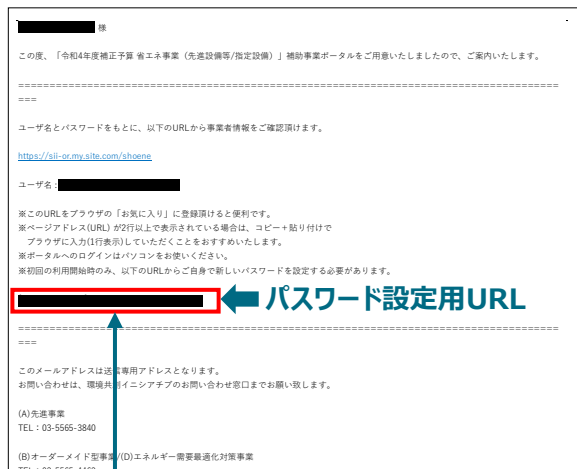 様
この度、「令和4年度補正予算 省エネ事業（先進設備等/指定設備）」補助事業ポータルをご用意いたしましたので、ご案内いたします。
=====================================================================
===
ユーザ名とパスワードをもとに、以下のURLから事業者情報をご確認頂けます。
https://sii-or.my.site.com/shoene
ユーザ名：
※このURLをブラウザの「お気に入り」に登録頂けると便利です。
※ページアドレス(URL) が2行以上で表示されている場合は、コピー＋貼り付けで
ブラウザに入力(1行表示)していただくことをおすすめいたします。
※ポータルへのログインはパソコンをお使いください。
※初回の利用開始時のみ、以下のURLからご自身で新しいパスワードを設定する必要があります。
パスワード設定用URL
=====================================================================
===
このメールアドレスは送信専用アドレスとなります。
お問い合わせは、環境共創イニシアチブのお問い合わせ窓口までお願い致します。
(A)先進事業
TEL：03-5565-3840
(B)オーダーメイド型事業/(D)エネルギー需要最適化対策事業